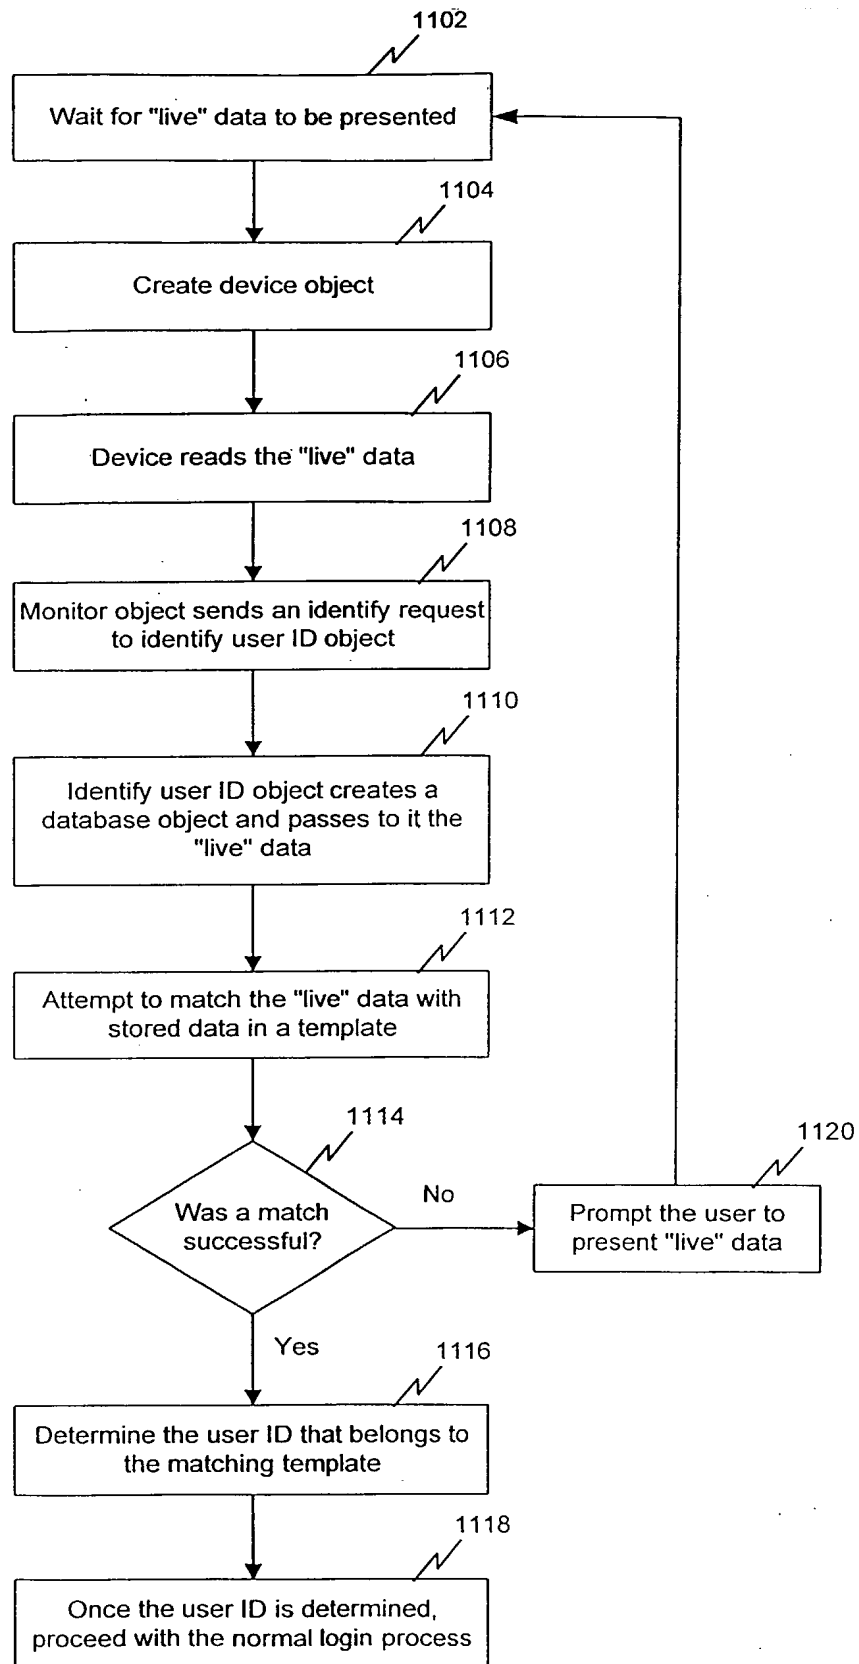 1102
Wait for "live" data to be presented
1104
Create device object
1106
Device reads the "live" data
1108
Monitor object sends an identify request
to identify user ID object
1110
Identify user ID object creates a
database object and passes to it the
"live" data
1112
Attempt to match the "live" data with
stored data in a template
1114
Was a match
successful?
No
1120
Prompt the user to
present "live" data
Yes
1116
Determine the user ID that belongs to
the matching template
1118
Once the user ID is determined,
proceed with the normal login process